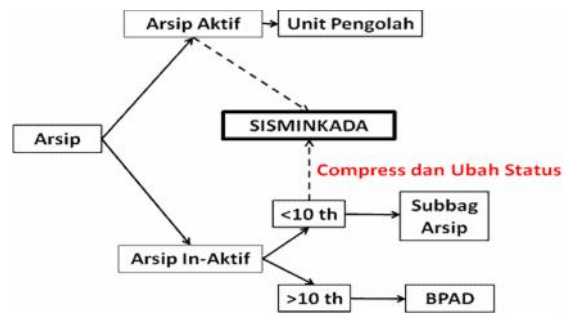 Arsip Aktif
Unit Pengolah
SISMINKADA
Arsip
Compress dan Ubah Status
<10 th
Subbag
Arsip
Arsip In-Aktif
>10 th
BPAD